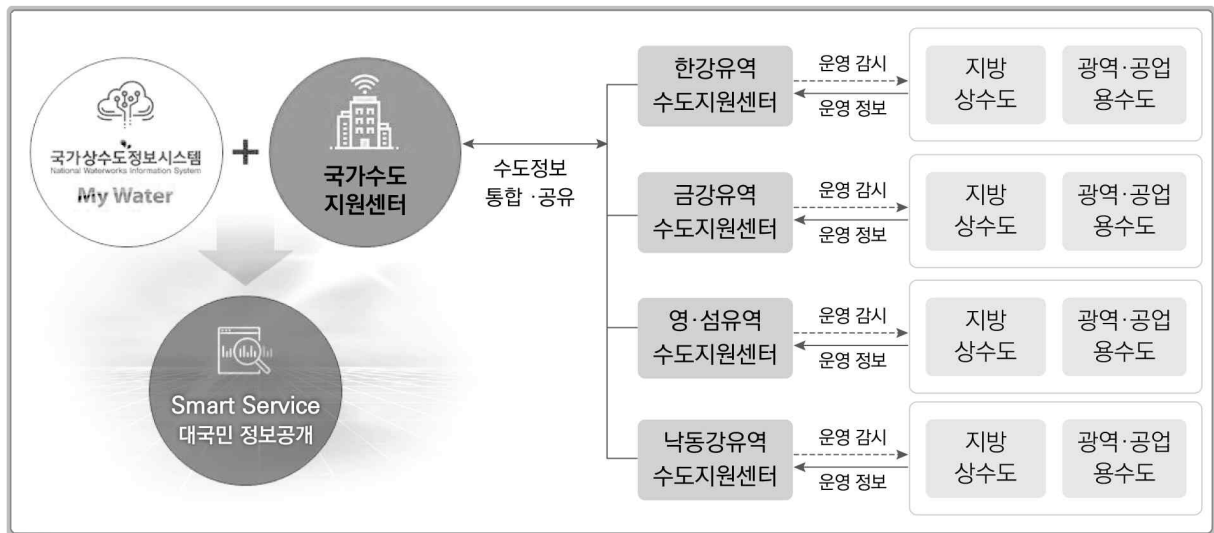 국가상수도정보시스템
National Waterworks Information System
My Water
+
국가수도
지원센터
Smart Service
대국민 정보공개
수도정보
통합 ·공유
한강유역
수도지원센터
운영 감시
운영 정보
지방
상수도
광역·공업
용수도
금강유역
수도지원센터
운영 감시
운영 정보
지방
상수도
광역·공업
용수도
영·섬유역
수도지원센터
운영 감시
운영 정보
지방
상수도
광역·공업
용수도
낙동강유역
수도지원센터
운영 감시
운영 정보
지방
상수도
광역·공업
용수도